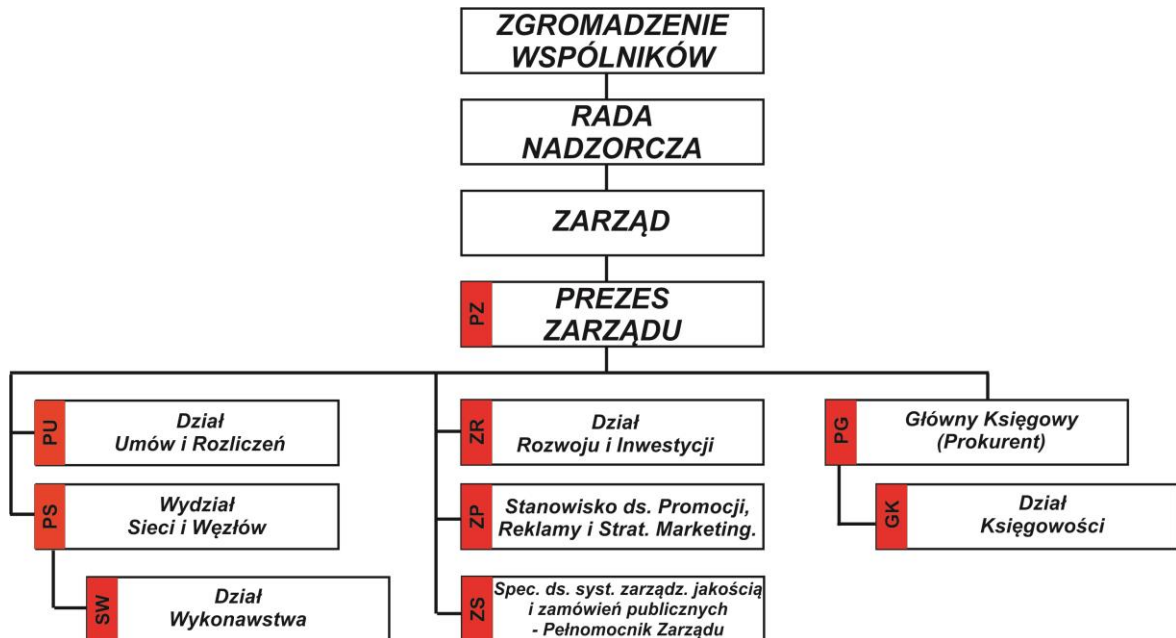 ZGROMADZENIE
WSPÓLNIKÓW
RADA
NADZORCZA
ZARZĄD
PZ
PREZES
ZARZĄDU
PU
Dział
Umów i Rozliczeń
ZR
Dział
Rozwoju i Inwestycji
PG
Główny Księgowy
(Prokurent)
PS
Wydział
Sieci i Węzłów
ZP
Stanowisko ds. Promocji,
Reklamy i Strat. Marketing.
GK
Dział
Księgowości
SW
Dział
Wykonawstwa
ZS
Spec. ds. syst. zarządz. jakością
i zamówień publicznych
- Pełnomocnik Zarządu